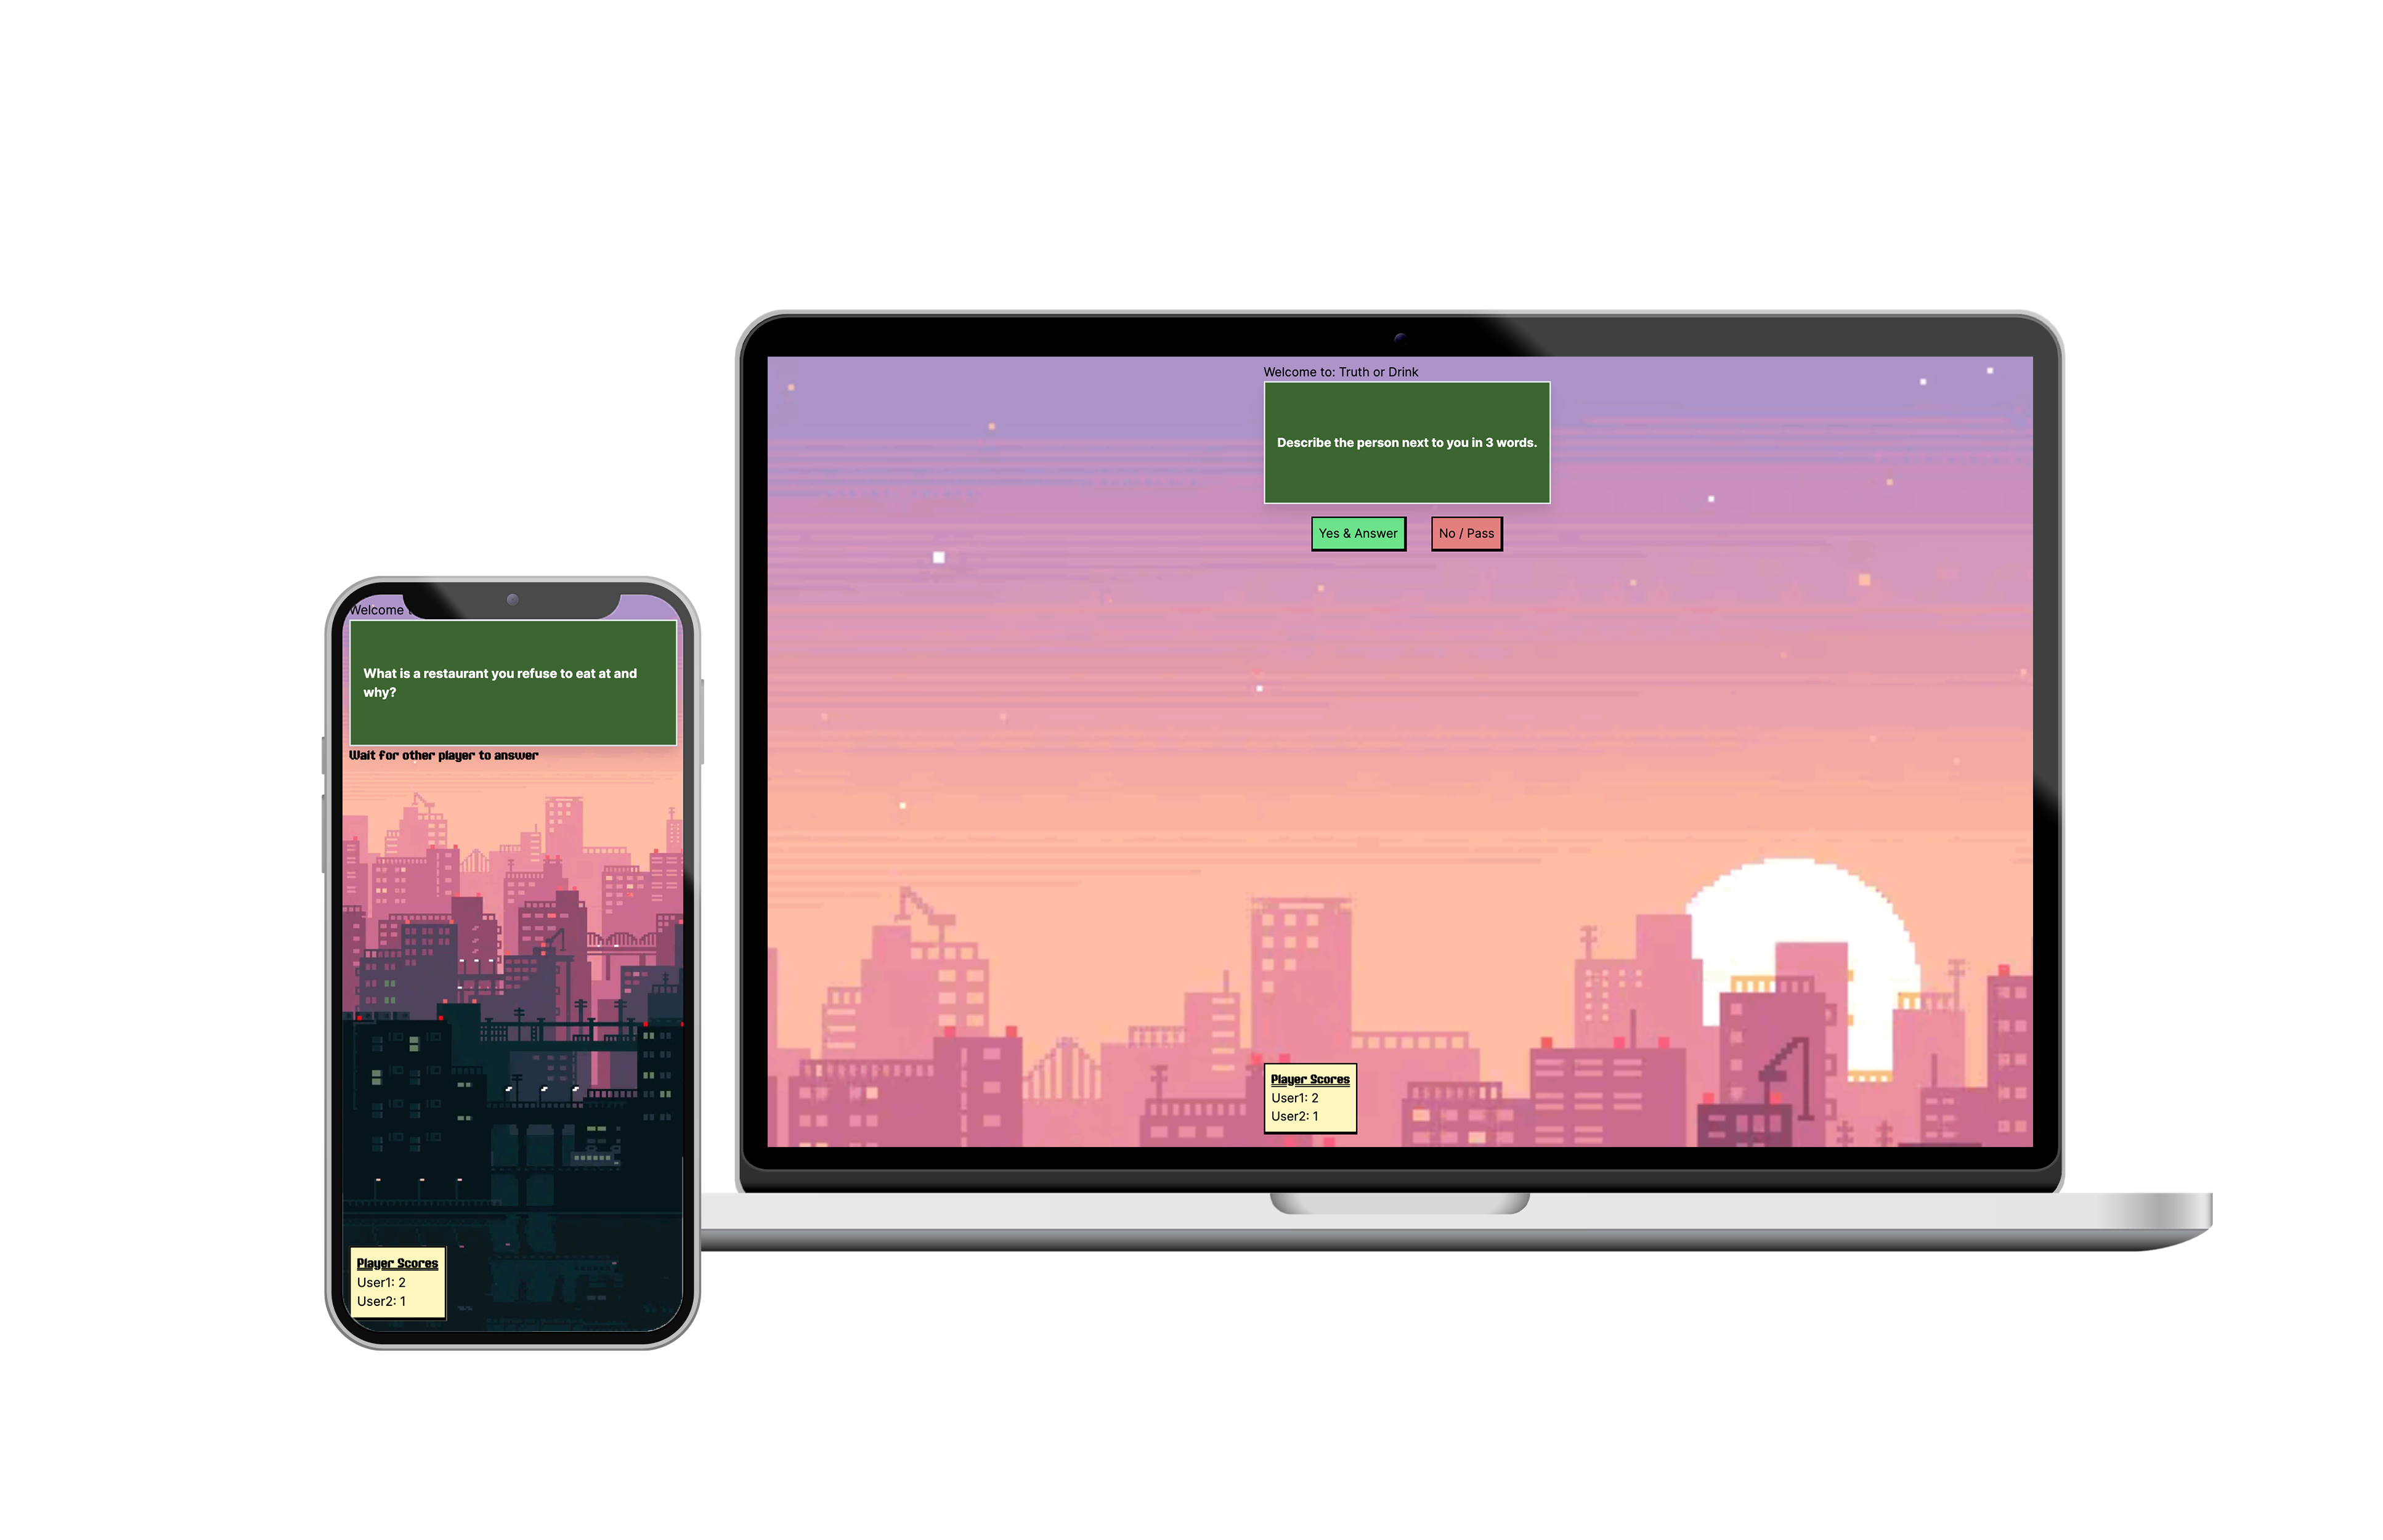 Welcome
What is a restaurant you refuse to eat at and
why?
Wait for other player to answer
Player Scores
User1: 2
User2: 1
Welcome to: Truth or Drink
Describe the person next to you in 3 words.
Yes & Answer
No / Pass
Player Scores
User1: 2
User2: 1